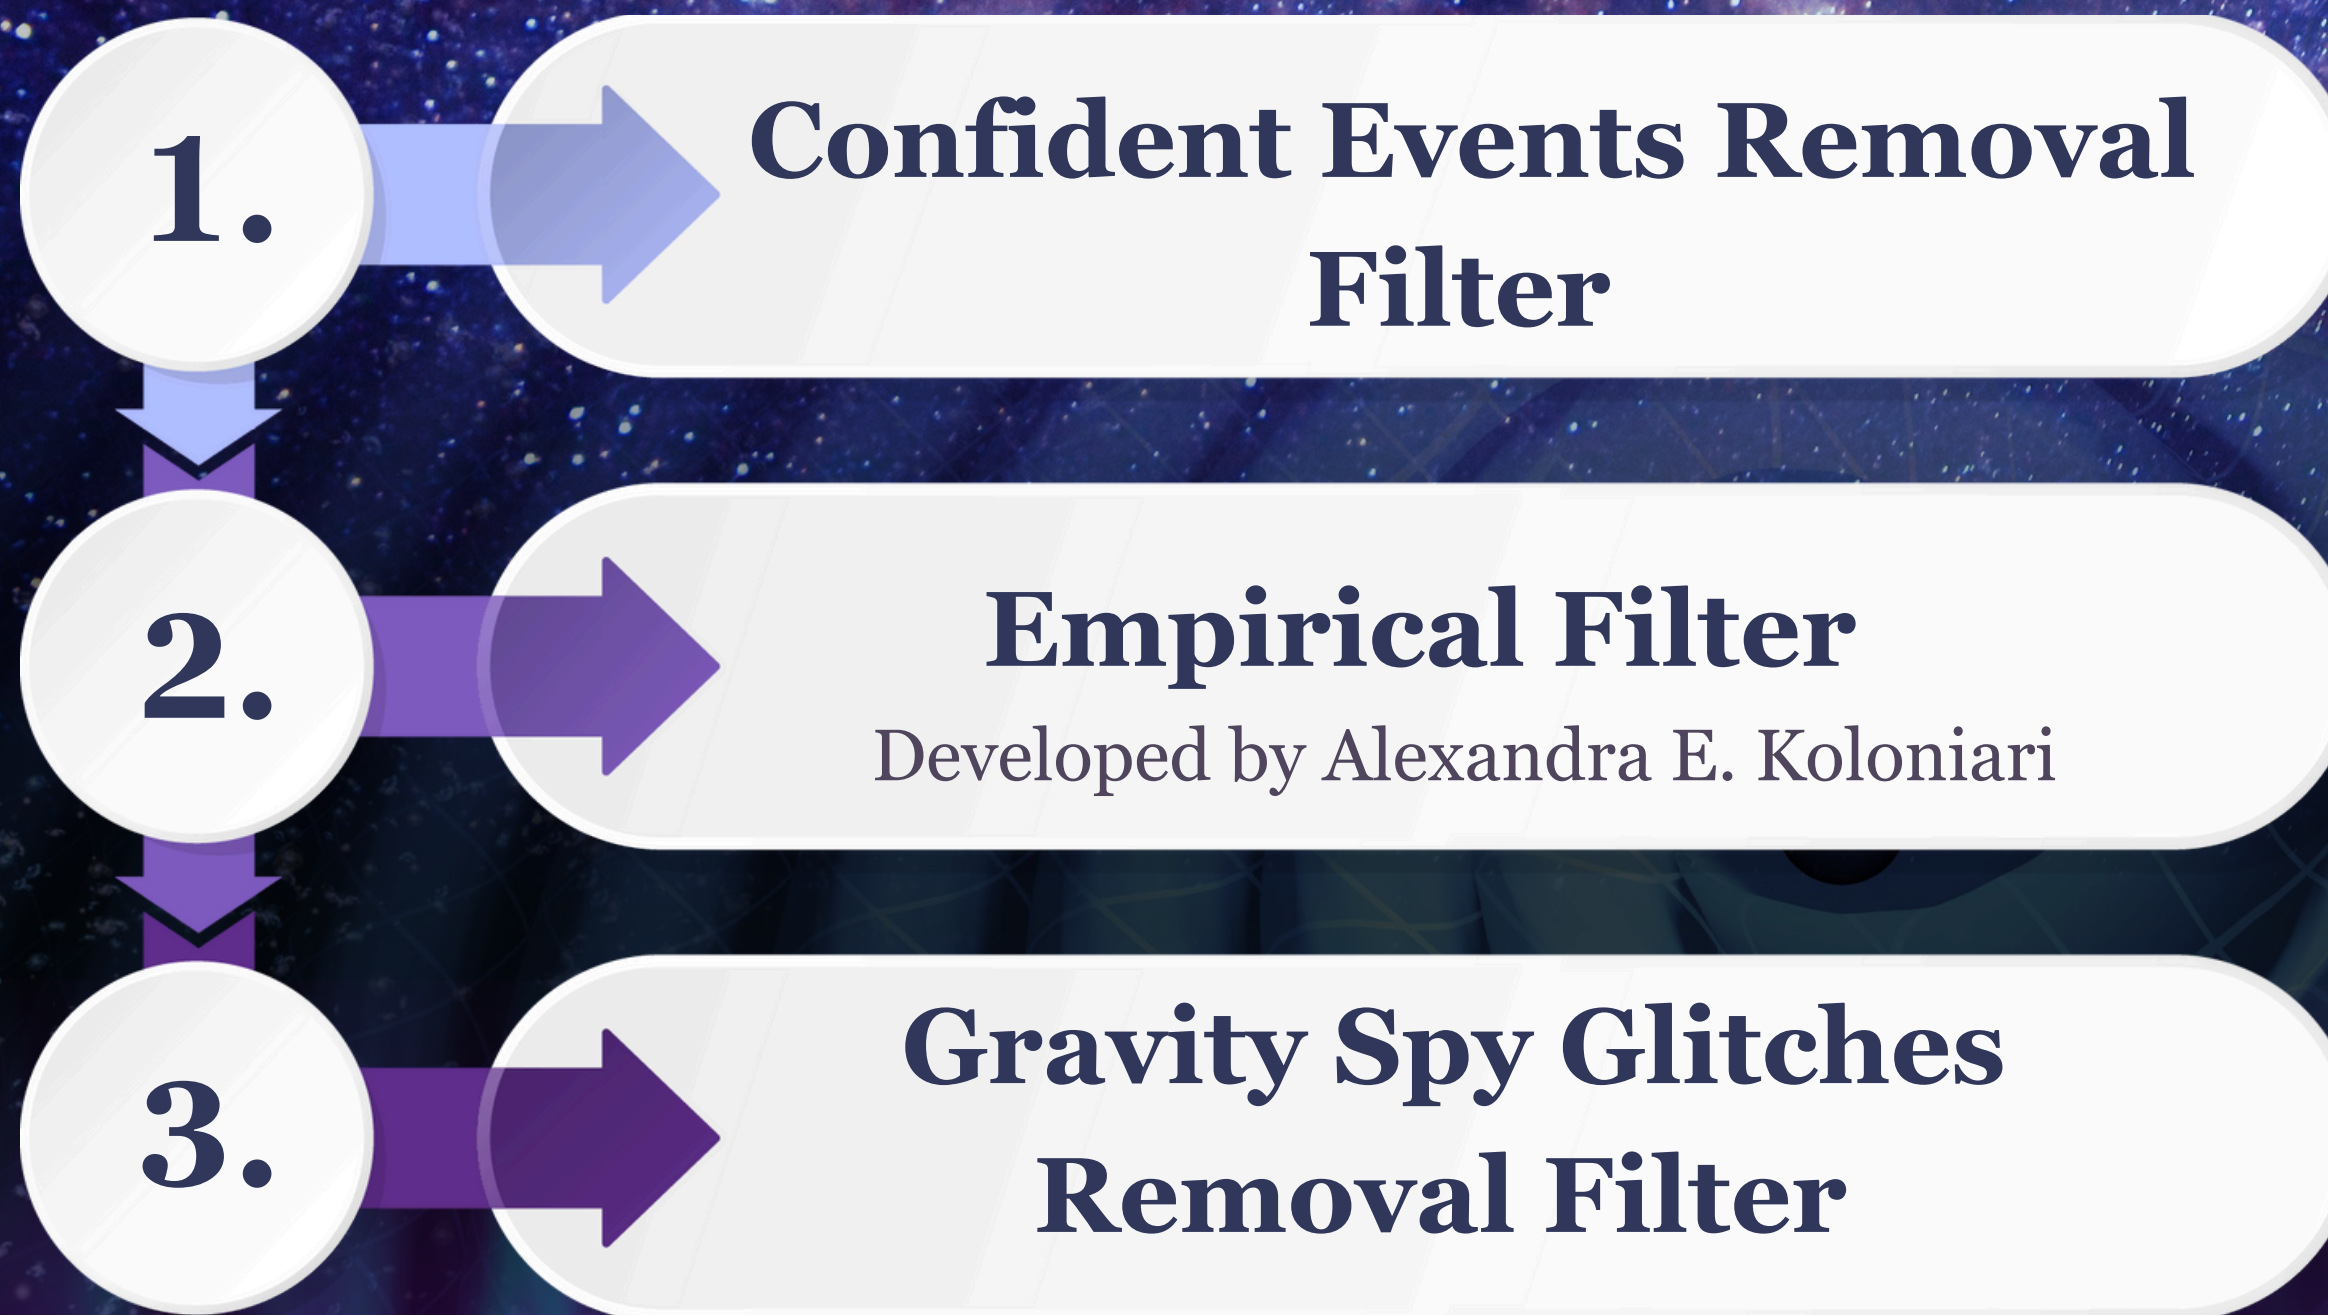 1.
Confident Events Removal
Filter
2.
Empirical Filter
Developed by Alexandra E. Koloniari
3.
Gravity Spy Glitches
Removal Filter